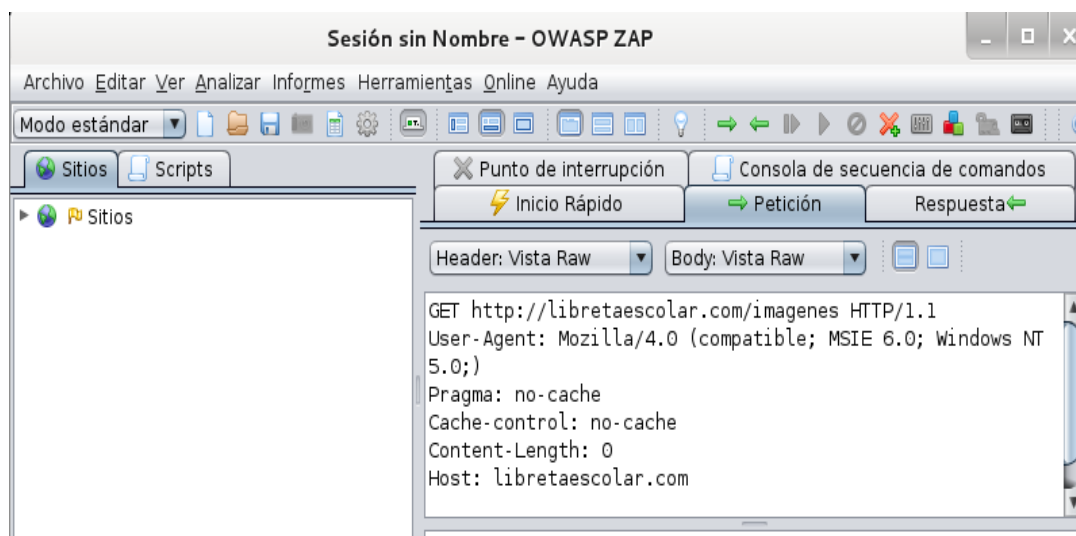 Sesión sin Nombre – OWASP ZAP
Archivo Editar Ver Analizar Informes Herramientas Online Ayuda
Modo estándar
Sitios Scripts
Punto de interrupción Consola de secuencia de comandos
Inicio Rápido Petición Respuesta
Sitios
Header: Vista Raw Body: Vista Raw
GET http://libretaescolar.com/imagenes HTTP/1.1
User-Agent: Mozilla/4.0 (compatible; MSIE 6.0; Windows NT
5.0;)
Pragma: no-cache
Cache-control: no-cache
Content-Length: 0
Host: libretaescolar.com